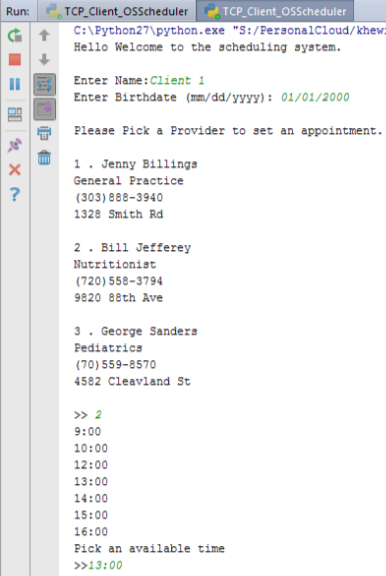 Run: TCP_Client_OSScheduler TCP_Client_OSScheduler
C:\Python27\python.exe "S:/PersonalCloud/khew
Hello Welcome to the scheduling system.
Enter Name:Client 1
Enter Birthdate (mm/dd/yyyy): 01/01/2000
Please Pick a Provider to set an appointment.
1 . Jenny Billings
General Practice
(303)888-3940
1328 Smith Rd
2 . Bill Jefferey
Nutritionist
(720)558-3794
9820 88th Ave
3 . George Sanders
Pediatrics
(70)559-8570
4582 Cleavland St
>> 2
9:00
10:00
12:00
13:00
14:00
15:00
16:00
Pick an available time
>>13:00